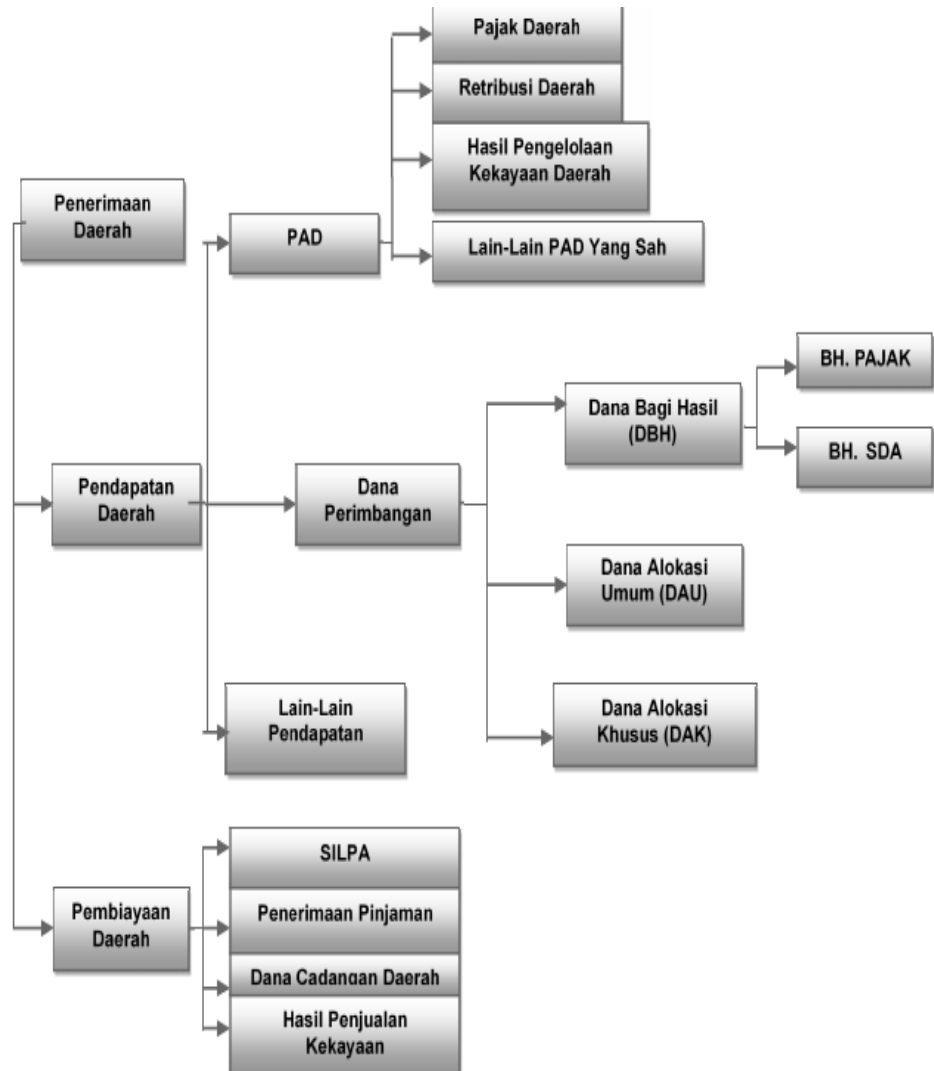 Pajak Daerah
Retribusi Daerah
Hasil Pengelolaan
Kekayaan Daerah
Lain-Lain PAD Yang Sah
Penerimaan
Daerah
PAD
BH. PAJAK
BH. SDA
Dana Bagi Hasil
(DBH)
Pendapatan
Daerah
Dana
Perimbangan
Dana Alokasi
Umum (DAU)
Lain-Lain
Pendapatan
Dana Alokasi
Khusus (DAK)
SILPA
Pembiayaan
Daerah
Penerimaan Pinjaman
Dana Cadangan Daerah
Hasil Penjualan
Kekayaan